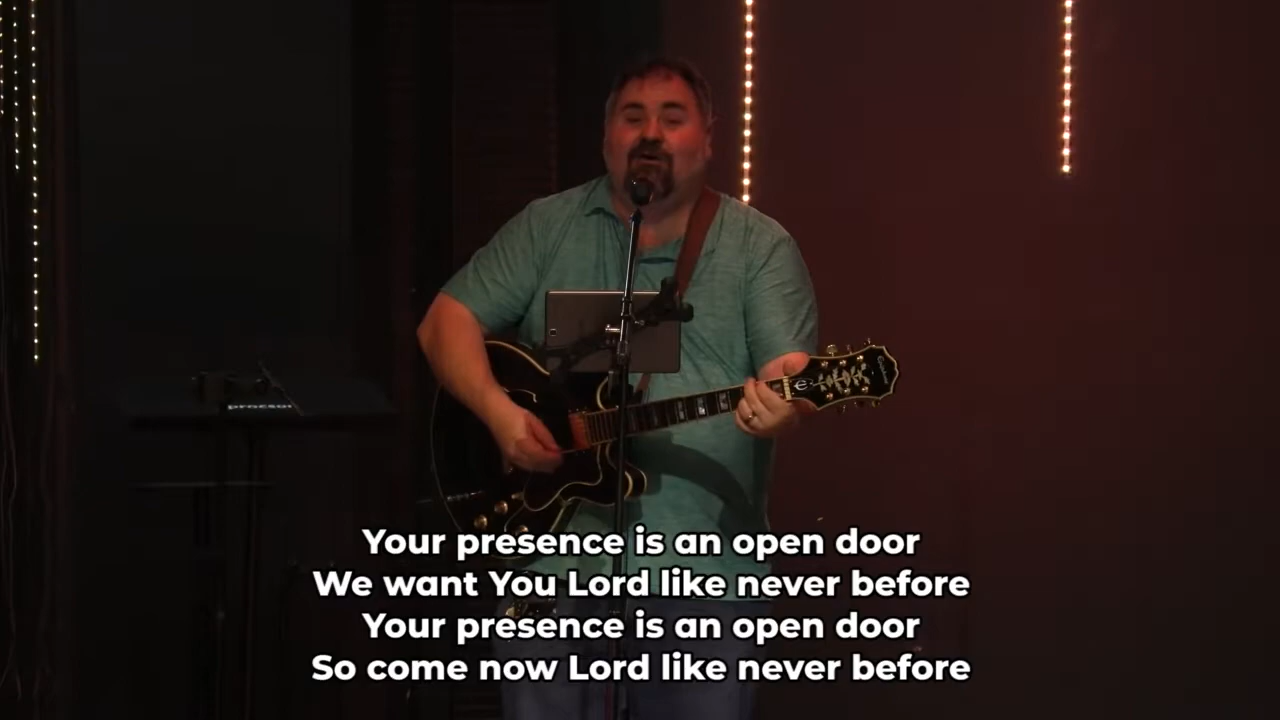 Your presence is an open door
We want You Lord like never before
Your presence is an open door
So come now Lord like never before